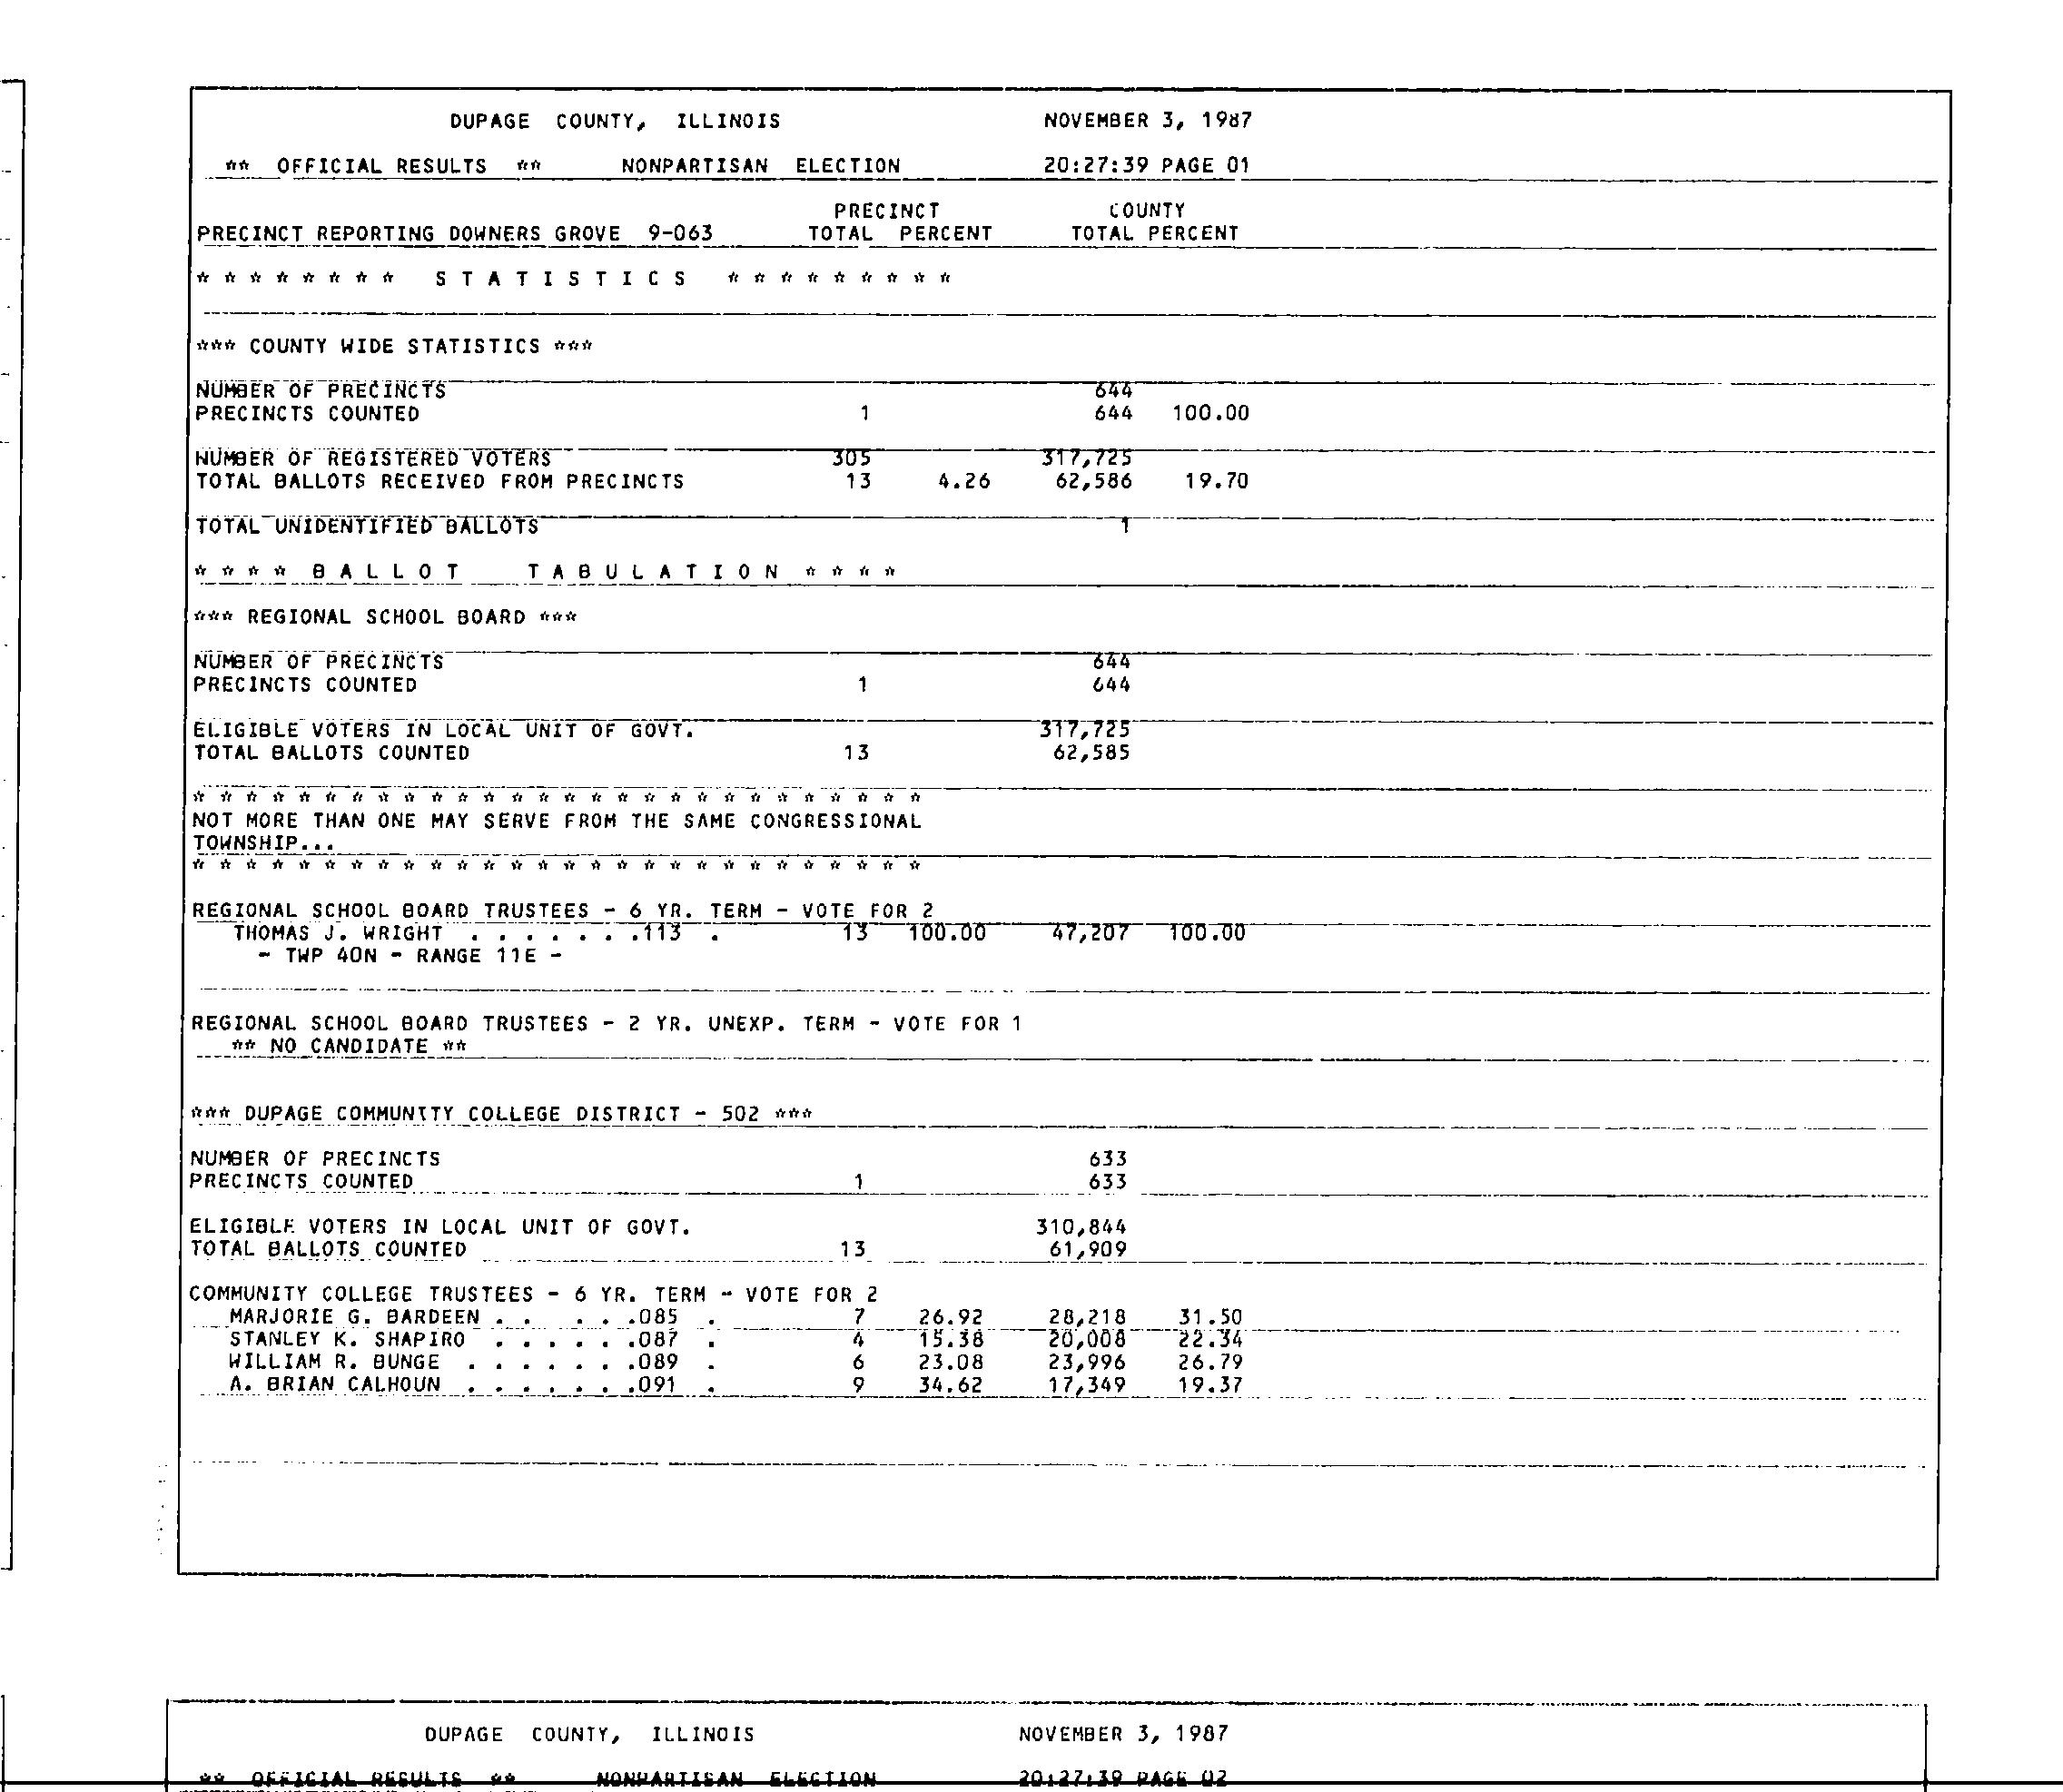 DUPAGE COUNTY, ILLINOIS NOVEMBER 3, 1987
** OFFICIAL RESULTS ** NONPARTISAN ELECTION 20:27:39 PAGE 01
PRECINCT COUNTY
PRECINCT REPORTING DOWNERS GROVE 9-063 TOTAL PERCENT TOTAL PERCENT
* * * * * * * * S T A T I S T I C S * * * * * * * * *
*** COUNTY WIDE STATISTICS ***
NUMBER OF PRECINCTS 644
PRECINCTS COUNTED 1 644 100.00
NUMBER OF REGISTERED VOTERS 305 317,725
TOTAL BALLOTS RECEIVED FROM PRECINCTS 13 4.26 62,586 19.70
TOTAL UNIDENTIFIED BALLOTS 1
* * * * B A L L O T T A B U L A T I O N * * * *
*** REGIONAL SCHOOL BOARD ***
NUMBER OF PRECINCTS 644
PRECINCTS COUNTED 1 644
ELIGIBLE VOTERS IN LOCAL UNIT OF GOVT. 317,725
TOTAL BALLOTS COUNTED 13 62,585
* * * * * * * * * * * * * * * * * * * * * * * * * * * *
NOT MORE THAN ONE MAY SERVE FROM THE SAME CONGRESSIONAL
TOWNSHIP...
* * * * * * * * * * * * * * * * * * * * * * * * * * * *
REGIONAL SCHOOL BOARD TRUSTEES - 6 YR. TERM - VOTE FOR 2
THOMAS J. WRIGHT . . . . . . .113 . 13 100.00 47,207 100.00
- TWP 40N - RANGE 11E -
REGIONAL SCHOOL BOARD TRUSTEES - 2 YR. UNEXP. TERM - VOTE FOR 1
** NO CANDIDATE **
*** DUPAGE COMMUNITY COLLEGE DISTRICT - 502 ***
NUMBER OF PRECINCTS 633
PRECINCTS COUNTED 1 633
ELIGIBLE VOTERS IN LOCAL UNIT OF GOVT. 310,844
TOTAL BALLOTS COUNTED 13 61,909
COMMUNITY COLLEGE TRUSTEES - 6 YR. TERM - VOTE FOR 2
MARJORIE G. BARDEEN . . . . . .085 . 7 26.92 28,218 31.50
STANLEY K. SHAPIRO . . . . . .087 . 4 15.38 20,008 22.34
WILLIAM R. BUNGE . . . . . . .089 . 6 23.08 23,996 26.79
A. BRIAN CALHOUN . . . . . . .091 . 9 34.62 17,349 19.37
DUPAGE COUNTY, ILLINOIS NOVEMBER 3, 1987
** OFFICIAL RESULTS ** NONPARTISAN ELECTION 20:27:39 PAGE 02